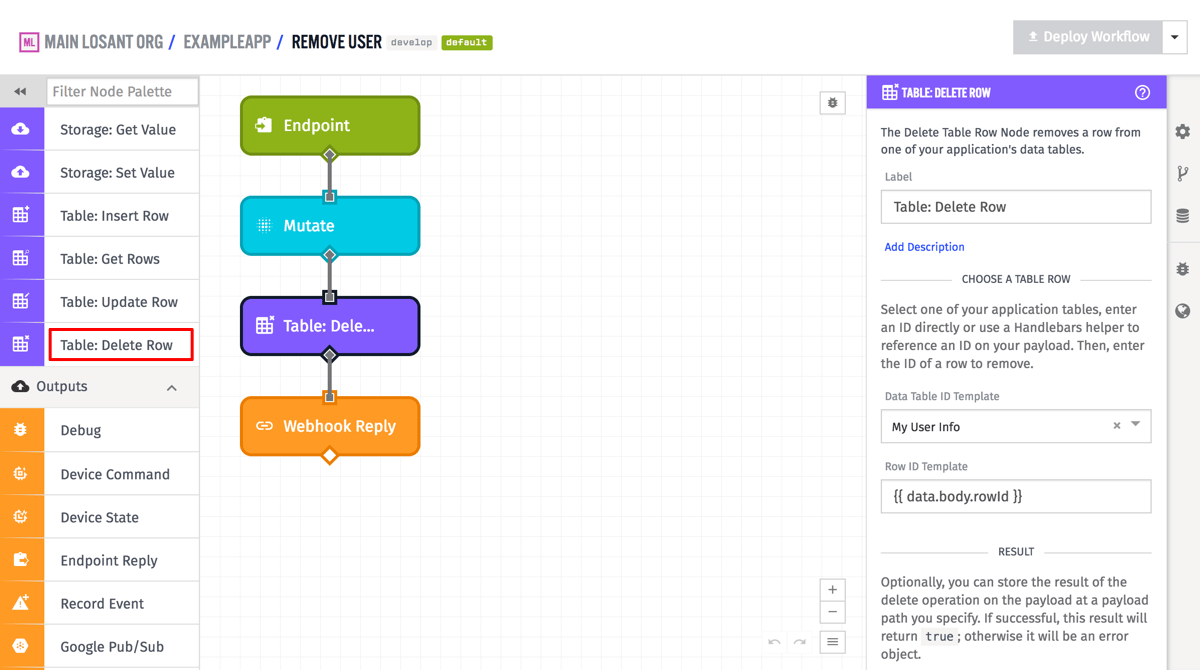 ML MAIN LOSANT ORG / EXAMPLEAPP / REMOVE USER develop default
Deploy Workflow
Filter Node Palette
Storage: Get Value
Storage: Set Value
Table: Insert Row
Table: Get Rows
Table: Update Row
Table: Delete Row
Outputs
Debug
Device Command
Device State
Endpoint Reply
Record Event
Google Pub/Sub
Endpoint
Mutate
Table: Dele...
Webhook Reply
TABLE: DELETE ROW
The Delete Table Row Node removes a row from
one of your application's data tables.
Label
Table: Delete Row
Add Description
CHOOSE A TABLE ROW
Select one of your application tables, enter
an ID directly or use a Handlebars helper to
reference an ID on your payload. Then, enter
the ID of a row to remove.
Data Table ID Template
My User Info
Row ID Template
{{ data.body.rowId }}
RESULT
Optionally, you can store the result of the
delete operation on the payload at a payload
path you specify. If successful, this result will
return true; otherwise it will be an error
object.